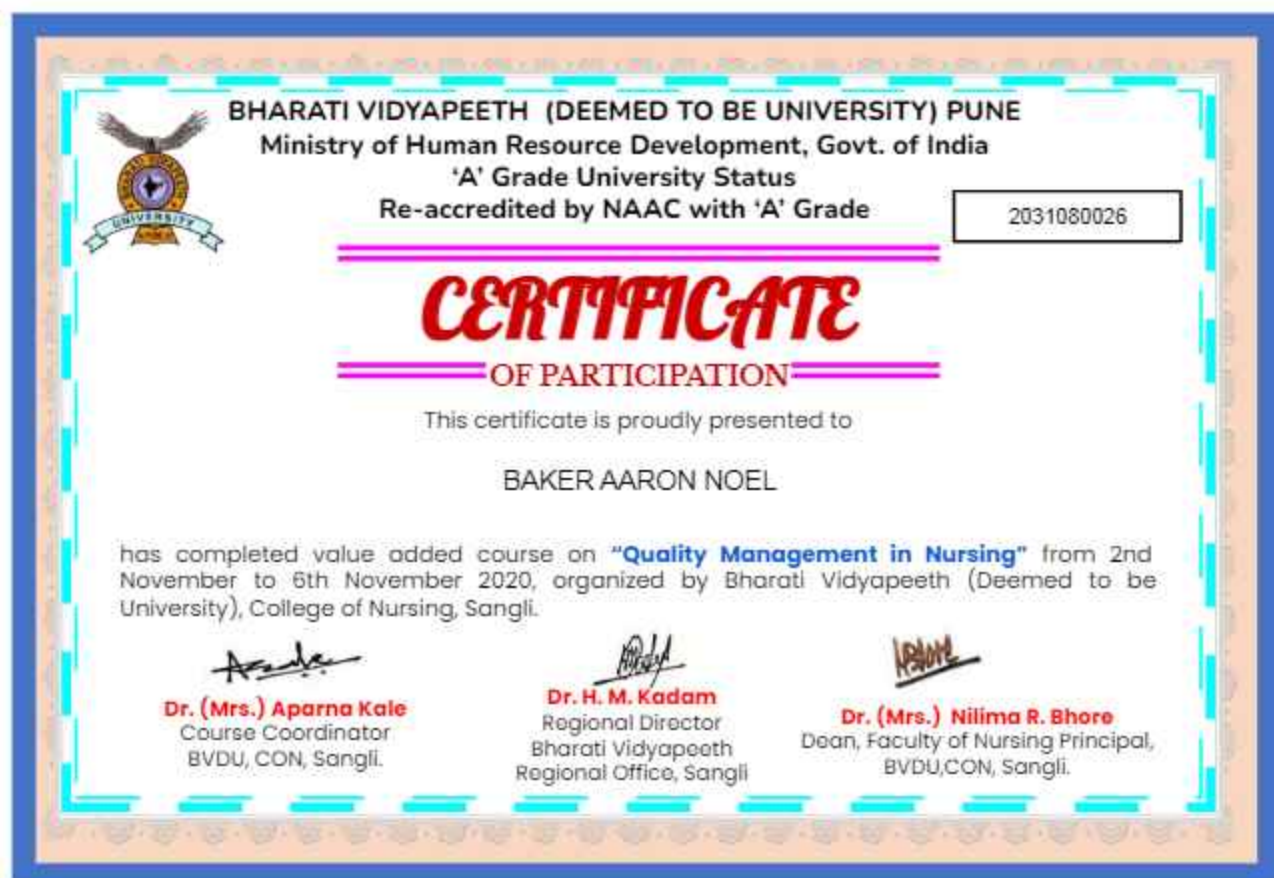 BHARATI VIDYAPEETH (DEEMED TO BE UNIVERSITY) PUNE
Ministry of Human Resource Development, Govt. of India
‘A’ Grade University Status
Re-accredited by NAAC with ‘A’ Grade
2031080026
BHARATI VIDYAPEETH
UNIVERSITY
CERTIFICATE
OF PARTICIPATION
This certificate is proudly presented to
BAKER AARON NOEL
has completed value added course on “Quality Management in Nursing” from 2nd
November to 6th November 2020, organized by Bharati Vidyapeeth (Deemed to be
University), College of Nursing, Sangli.
Dr. (Mrs.) Aparna Kale
Course Coordinator
BVDU, CON, Sangli.
Dr. H. M. Kadam
Regional Director
Bharati Vidyapeeth
Regional Office, Sangli
Dr. (Mrs.) Nilima R. Bhore
Dean, Faculty of Nursing Principal,
BVDU,CON, Sangli.